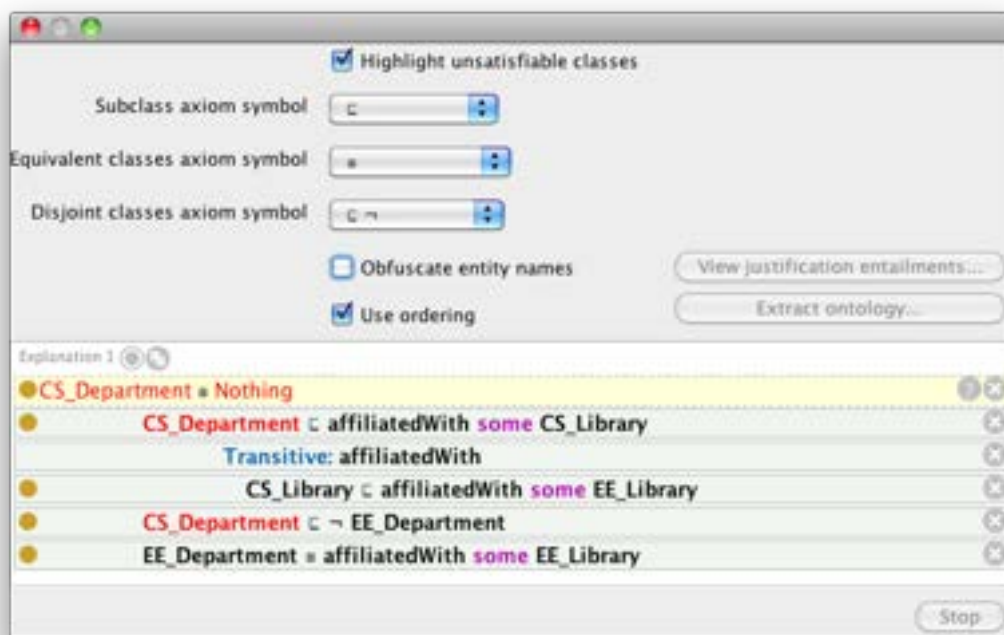 Highlight unsatisfiable classes
Subclass axiom symbol ⊑
Equivalent classes axiom symbol ≡
Disjoint classes axiom symbol ⊑ ¬
Obfuscate entity names View justification entailments...
Use ordering Extract ontology...
Explanation 1
CS_Department ≡ Nothing
CS_Department ⊑ affiliatedWith some CS_Library
Transitive: affiliatedWith
CS_Library ⊑ affiliatedWith some EE_Library
CS_Department ⊑ ¬ EE_Department
EE_Department ≡ affiliatedWith some EE_Library
Stop